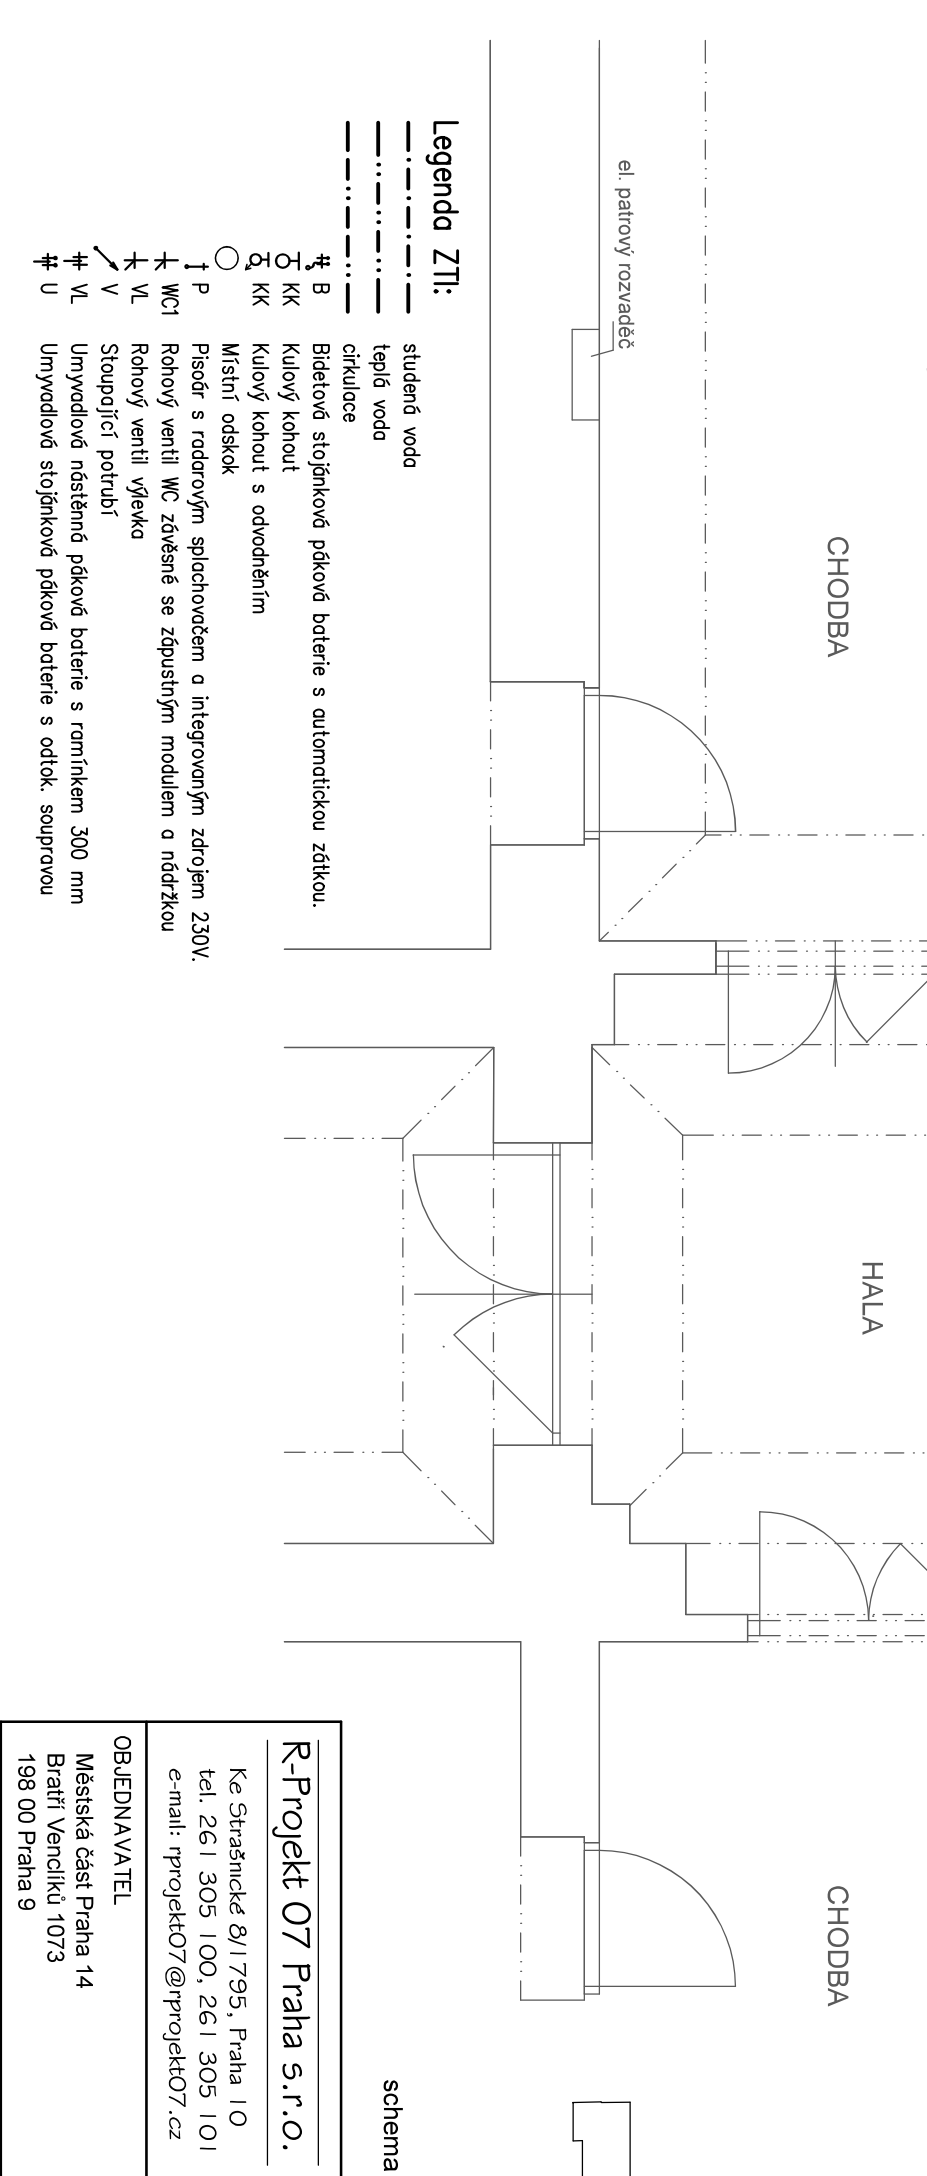 CHODBA
HALA
CHODBA
el. patrový rozvaděč
Legenda ZTI:
studená voda
teplá voda
cirkulace
B Bidetová stojánková páková baterie s automatickou zátkou.
KK Kulový kohout
KK Kulový kohout s odvodněním
Místní odskok
P Pisoár s radarovým splachovačem a integrovaným zdrojem 230V.
WC1 Rohový ventil WC závěsné se zápustným modulem a nádržkou
VL Rohový ventil výlevka
V Stoupající potrubí
VL Umyvadlová nástěnná páková baterie s ramínkem 300 mm
U Umyvadlová stojánková páková baterie s odtok. soupravou
schema
R-Projekt 07 Praha s.r.o.
Ke Strašnické 8/1795, Praha 10
tel. 261 305 100, 261 305 101
e-mail: rprojekt07@rprojekt07.cz
OBJEDNAVATEL
Městská část Praha 14
Bratří Venclíků 1073
198 00 Praha 9